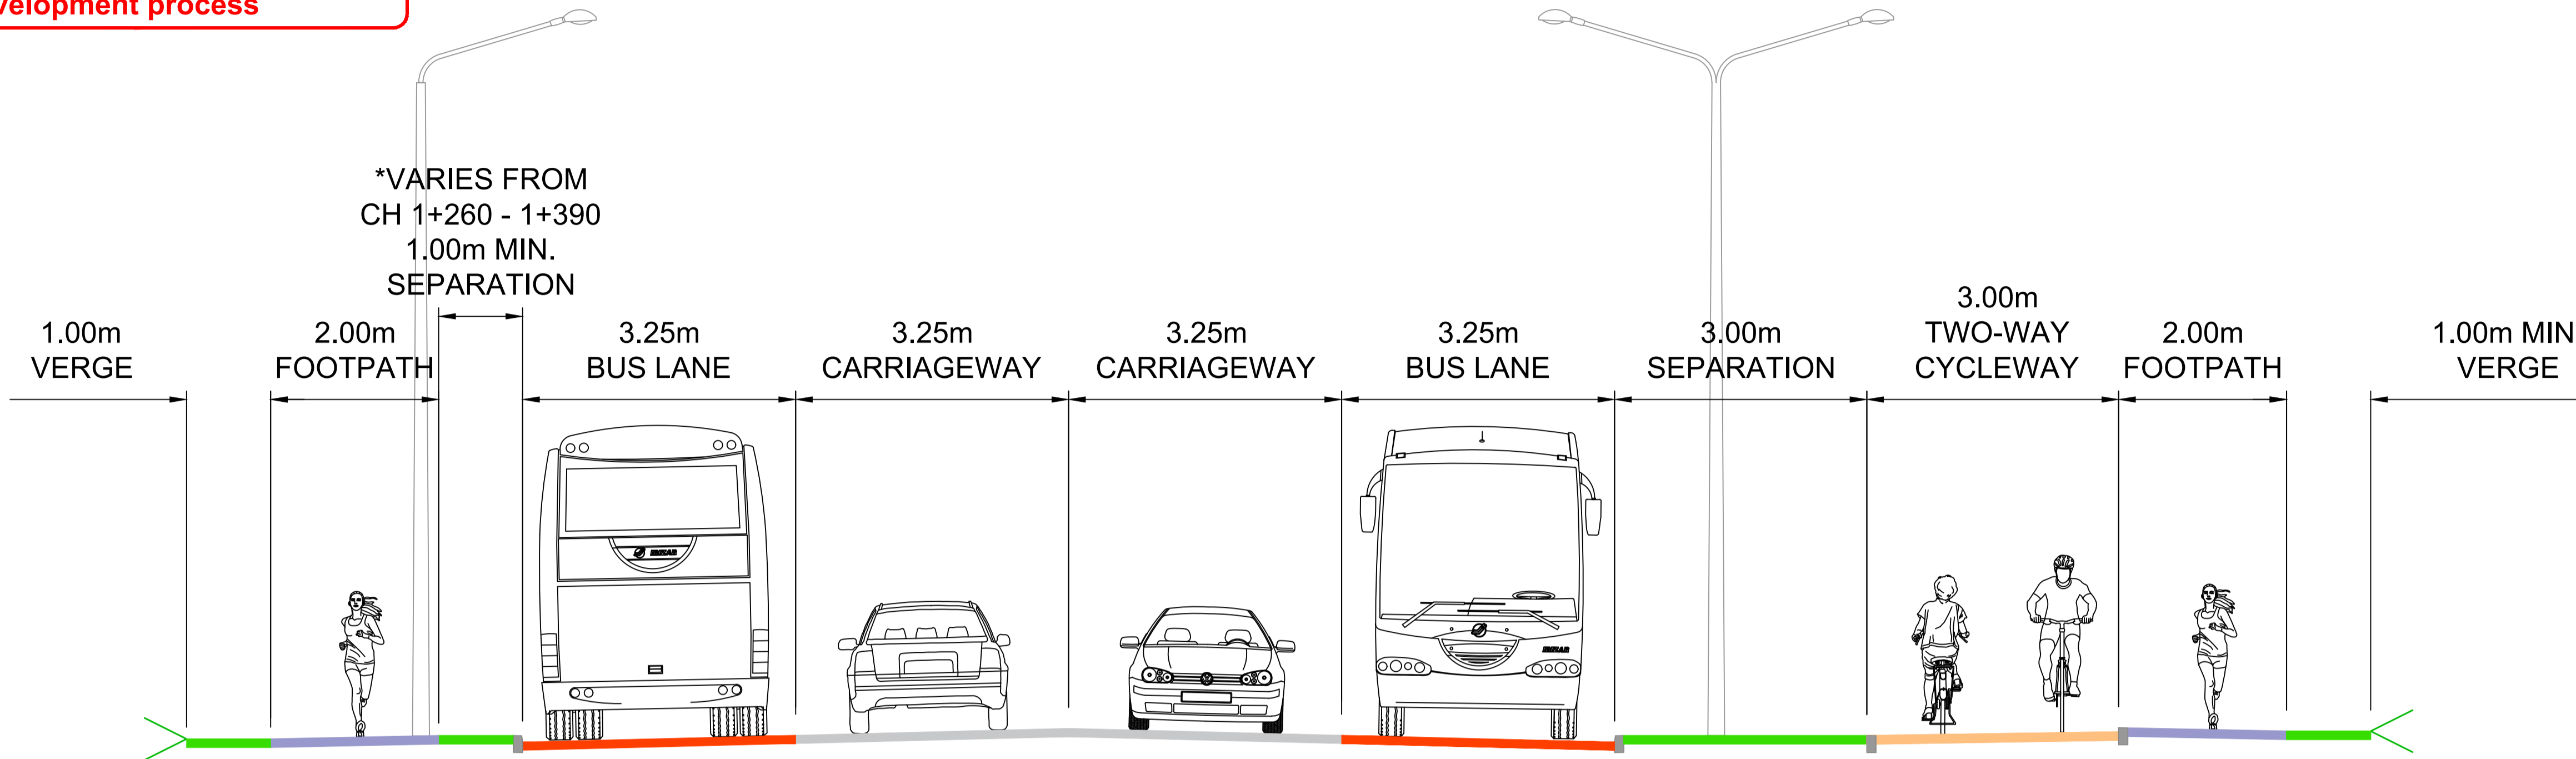 velopment process
*VARIES FROM
CH 1+260 - 1+390
1.00m MIN.
SEPARATION
1.00m
VERGE
2.00m
FOOTPATH
3.25m
BUS LANE
3.25m
CARRIAGEWAY
3.25m
CARRIAGEWAY
3.25m
BUS LANE
3.00m
SEPARATION
3.00m
TWO-WAY
CYCLEWAY
2.00m
FOOTPATH
1.00m MIN
VERGE
IRIZAR
IRIZAR